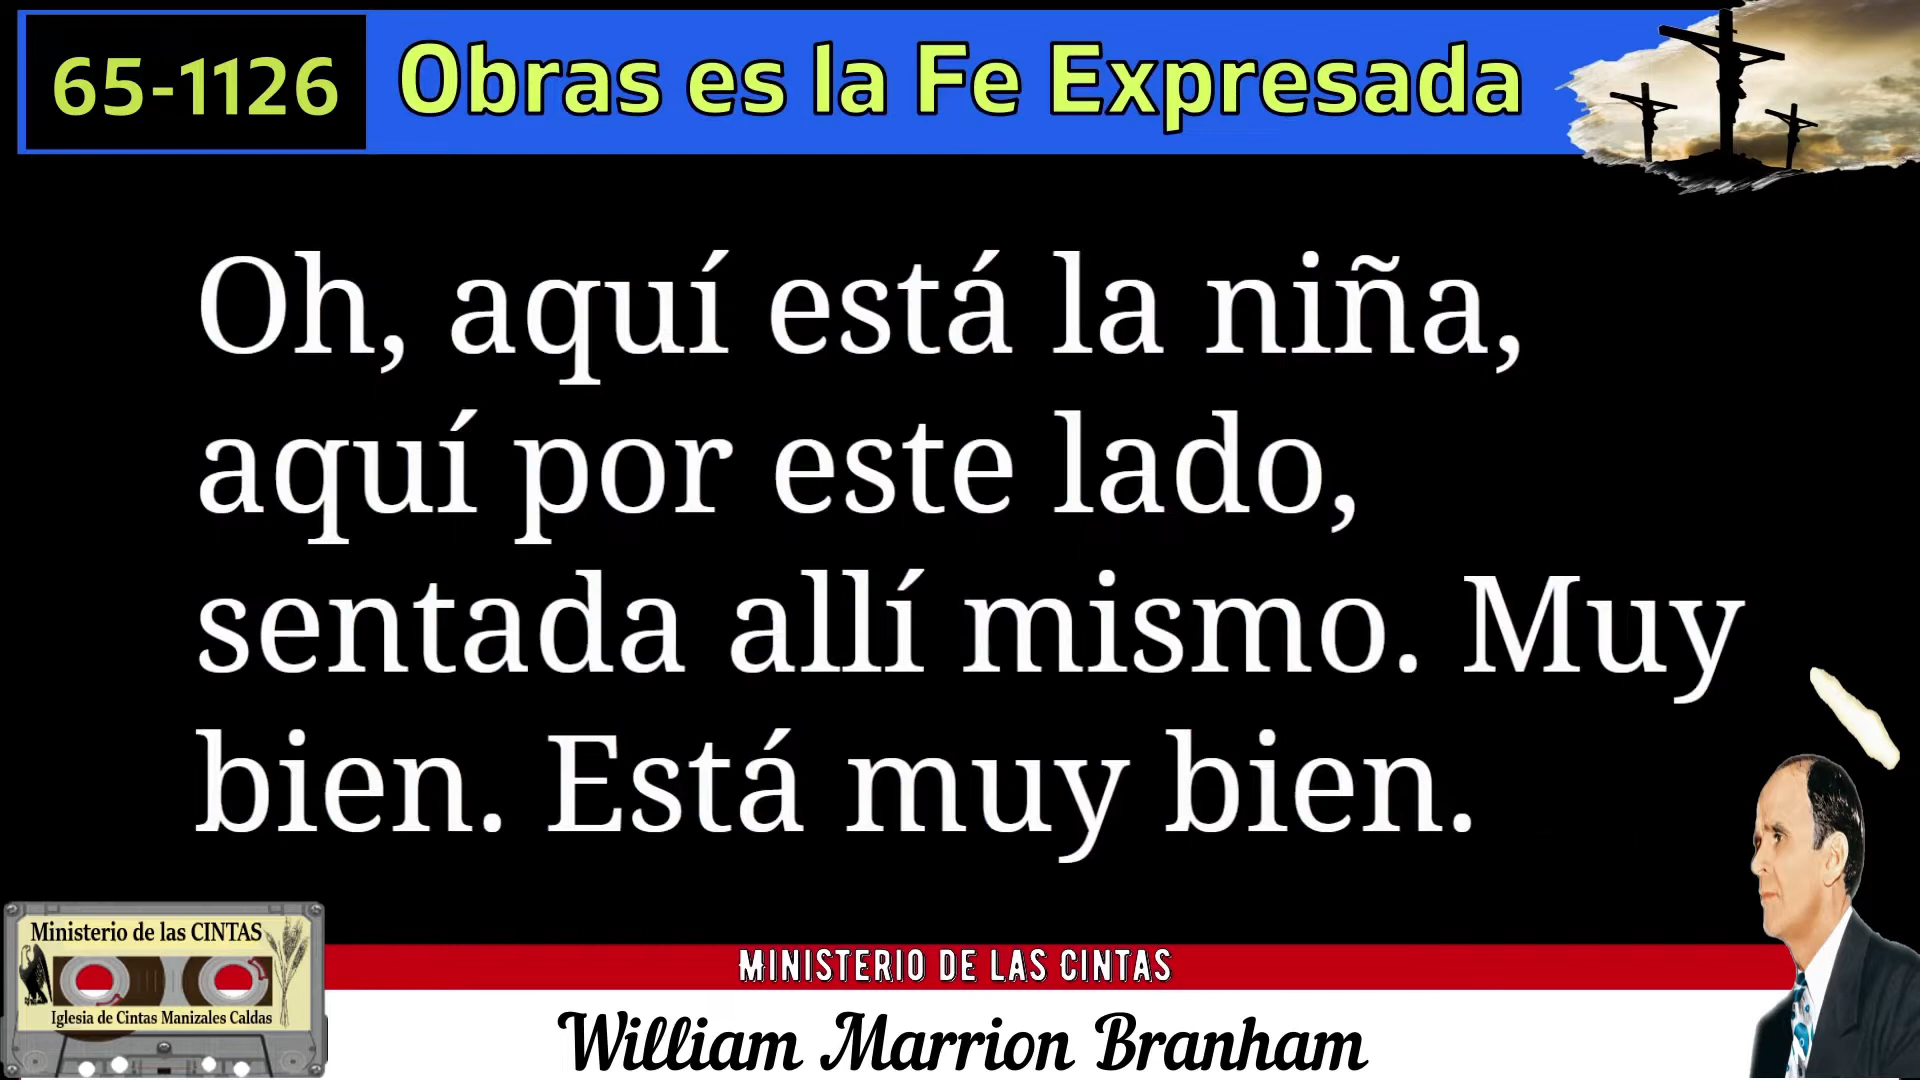 65-1126
Obras es la Fe Expresada
Oh, aquí está la niña,
aquí por este lado,
sentada allí mismo. Muy
bien. Está muy bien.
Ministerio de las CINTAS
Iglesia de Cintas Manizales Caldas
MINISTERIO DE LAS CINTAS
William Marrion Branham